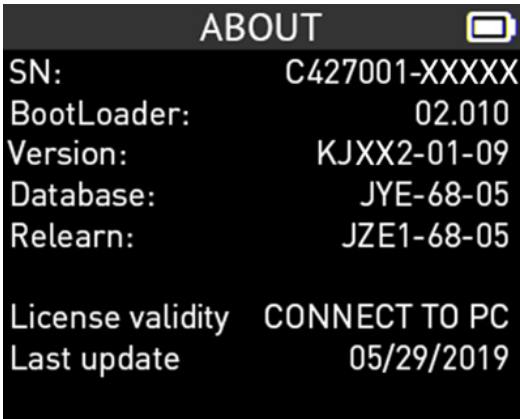 ABOUT
SN: C427001-XXXXX
BootLoader: 02.010
Version: KJXX2-01-09
Database: JYE-68-05
Relearn: JZE1-68-05
License validity CONNECT TO PC
Last update 05/29/2019